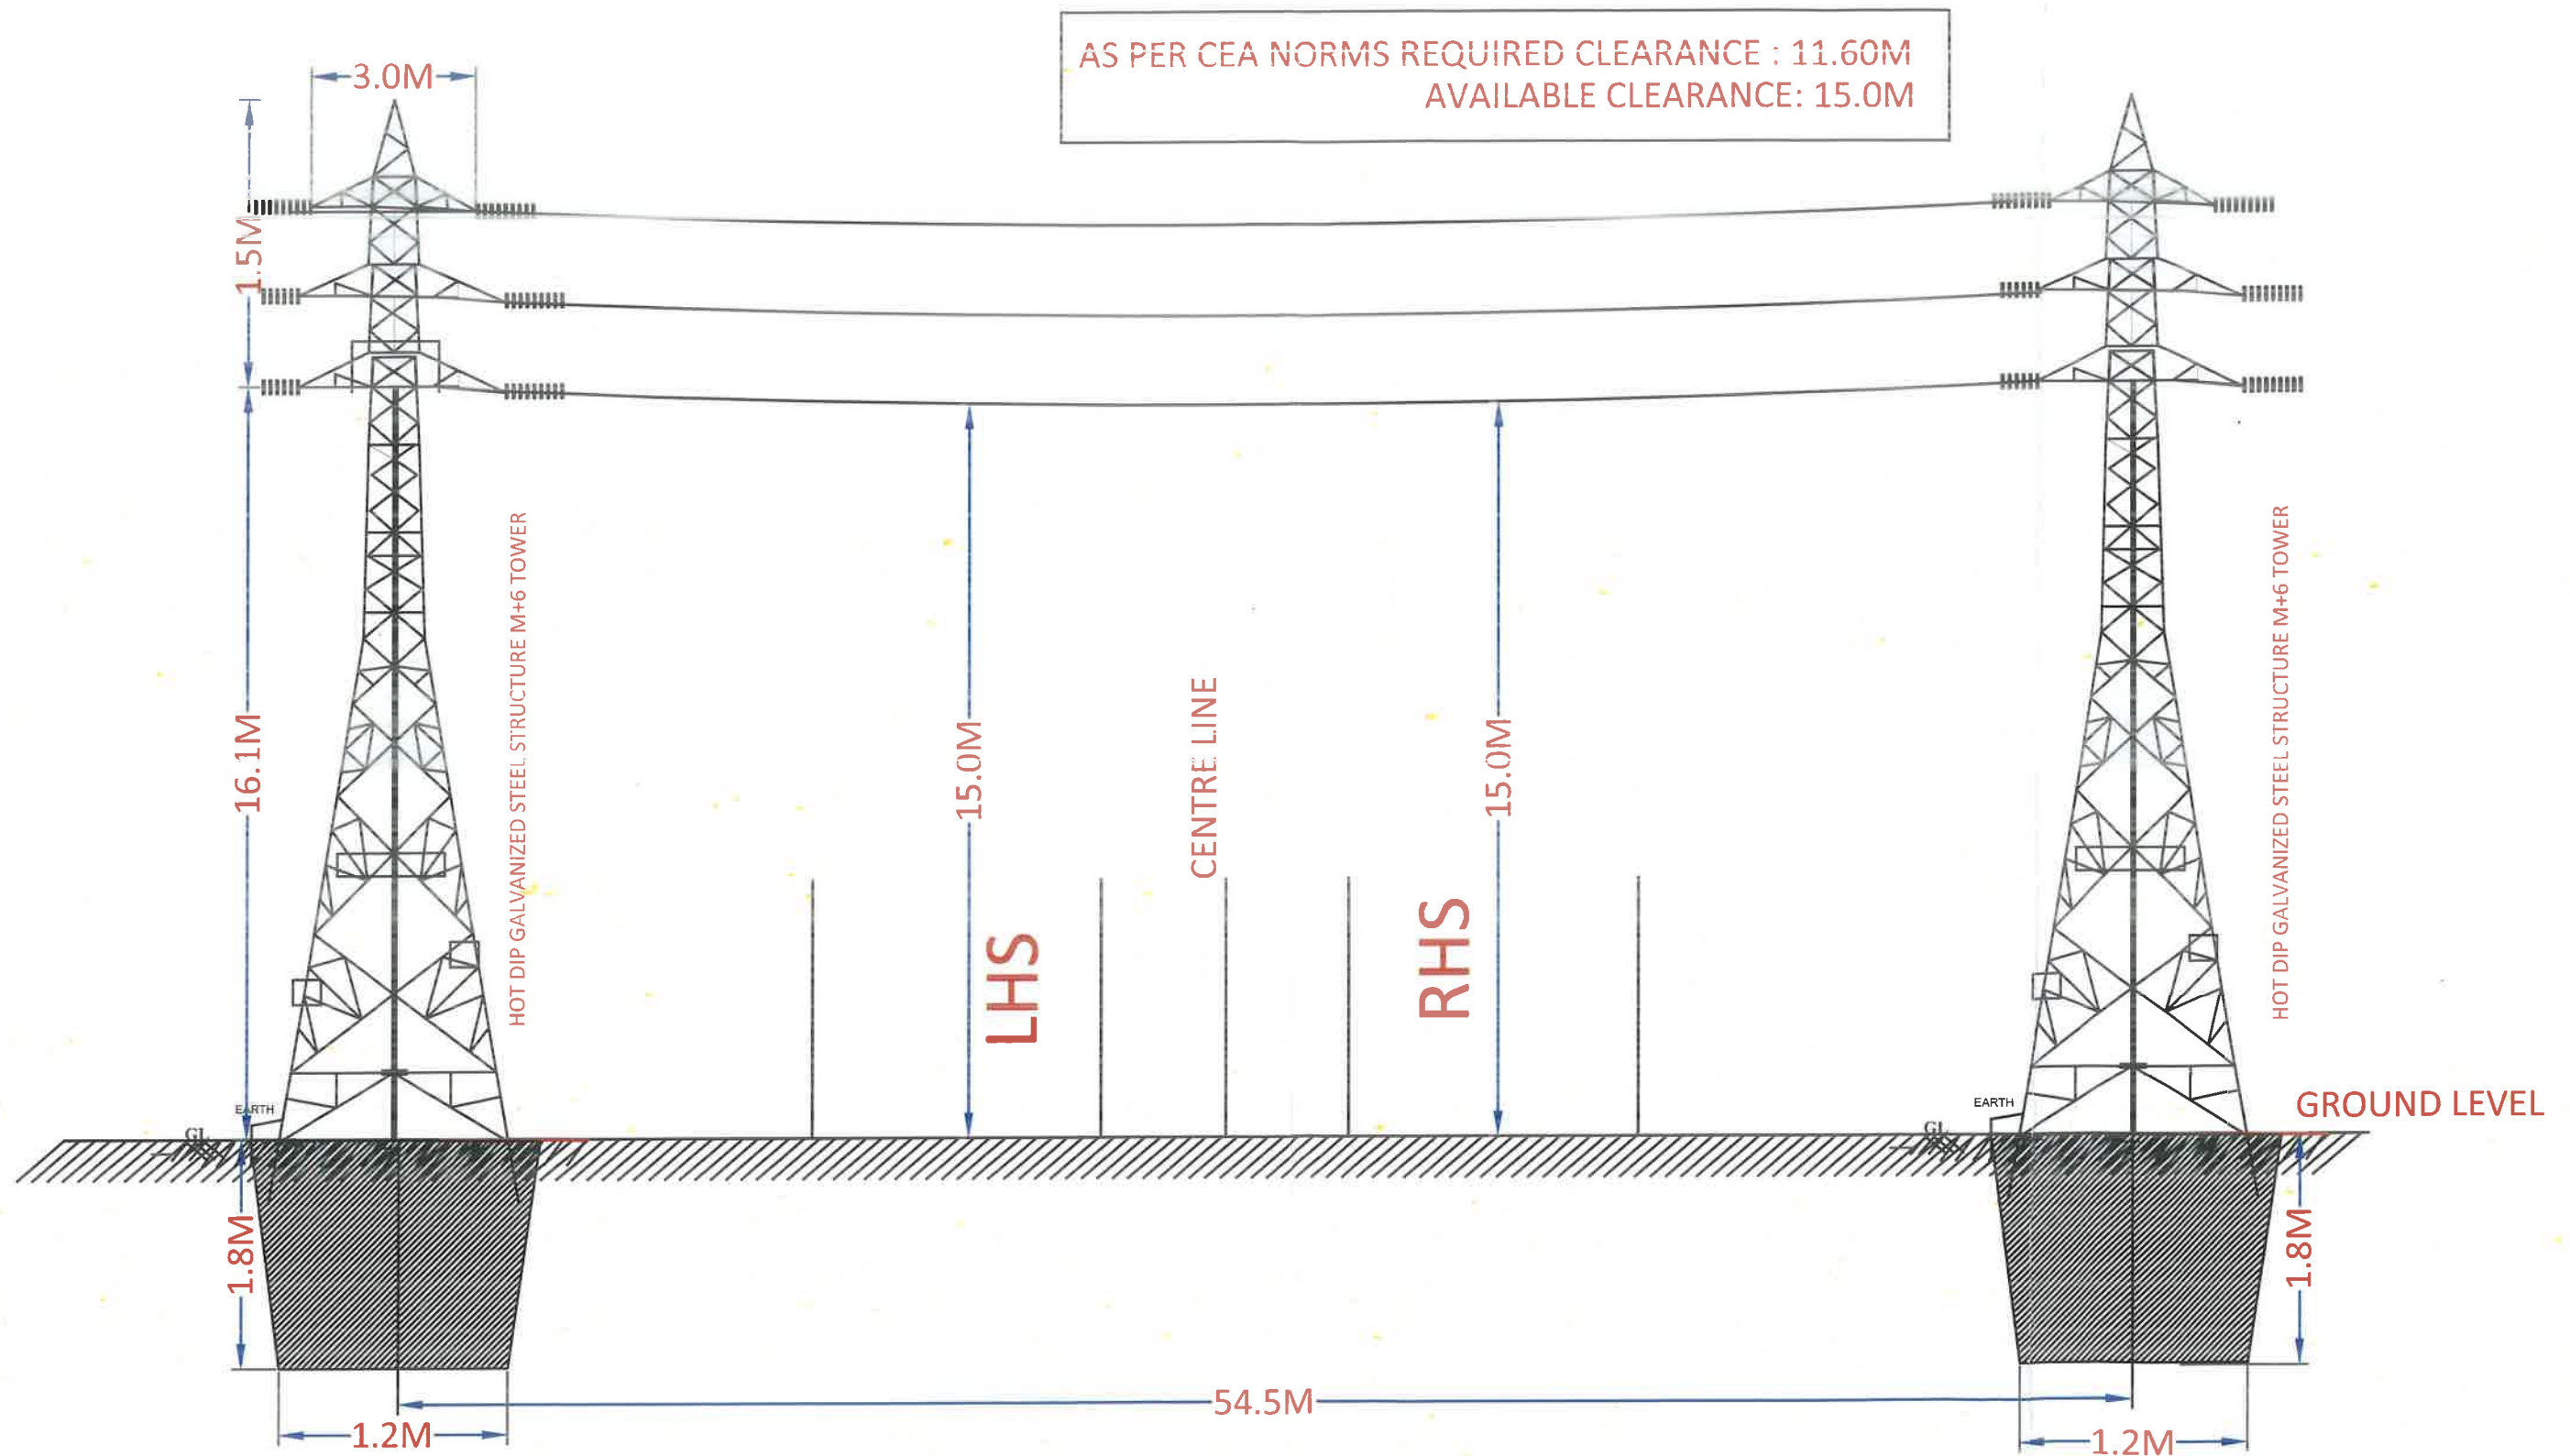 AS PER CEA NORMS REQUIRED CLEARANCE : 11.60M
AVAILABLE CLEARANCE: 15.0M
3.0M
1.5M
16.1M
HOT DIP GALVANIZED STEEL STRUCTURE M+6 TOWER
15.0M
LHS
CENTRE LINE
RHS
15.0M
HOT DIP GALVANIZED STEEL STRUCTURE M+6 TOWER
EARTH
GL
EARTH
GL
GROUND LEVEL
1.8M
1.8M
54.5M
1.2M
1.2M